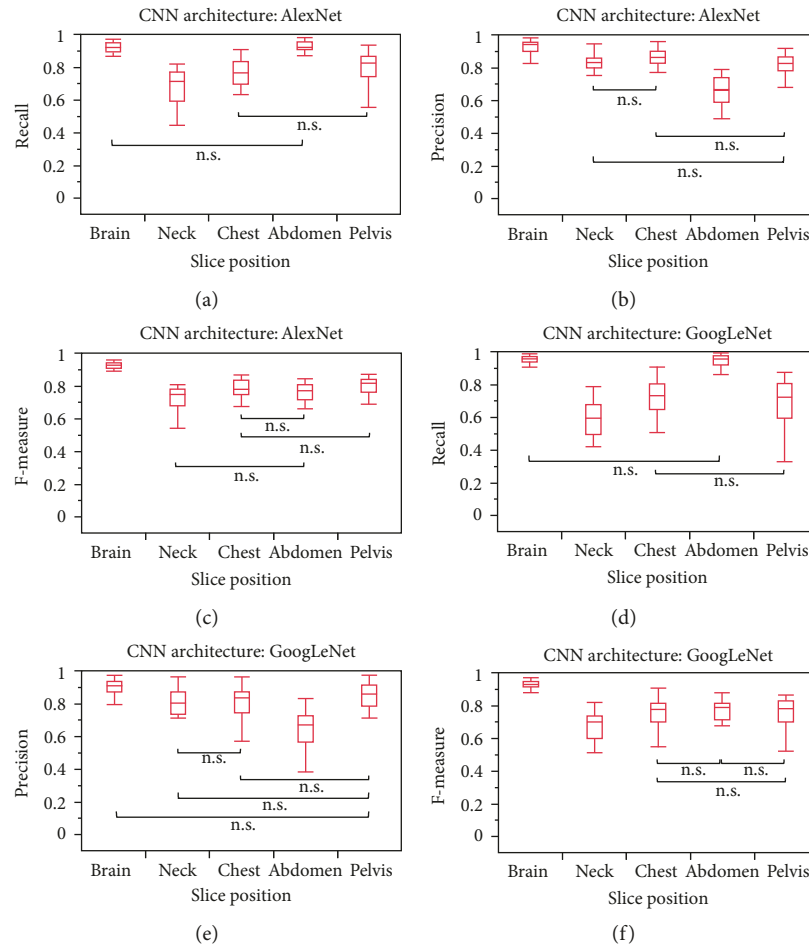 CNN architecture: AlexNet
1
0.8
0.6
0.4
0.2
0
Recall
n.s.
n.s.
Brain Neck Chest Abdomen Pelvis
Slice position
(a)
CNN architecture: AlexNet
1
0.8
0.6
0.4
0.2
0
Precision
n.s.
n.s.
n.s.
Brain Neck Chest Abdomen Pelvis
Slice position
(b)
CNN architecture: AlexNet
1
0.8
0.6
0.4
0.2
0
F-measure
n.s.
n.s.
n.s.
Brain Neck Chest Abdomen Pelvis
Slice position
(c)
CNN architecture: GoogLeNet
1
0.8
0.6
0.4
0.2
0
Recall
n.s.
n.s.
Brain Neck Chest Abdomen Pelvis
Slice position
(d)
CNN architecture: GoogLeNet
1
0.8
0.6
0.4
0.2
0
Precision
n.s.
n.s.
n.s.
n.s.
Brain Neck Chest Abdomen Pelvis
Slice position
(e)
CNN architecture: GoogLeNet
1
0.8
0.6
0.4
0.2
0
F-measure
n.s. n.s.
n.s.
Brain Neck Chest Abdomen Pelvis
Slice position
(f)